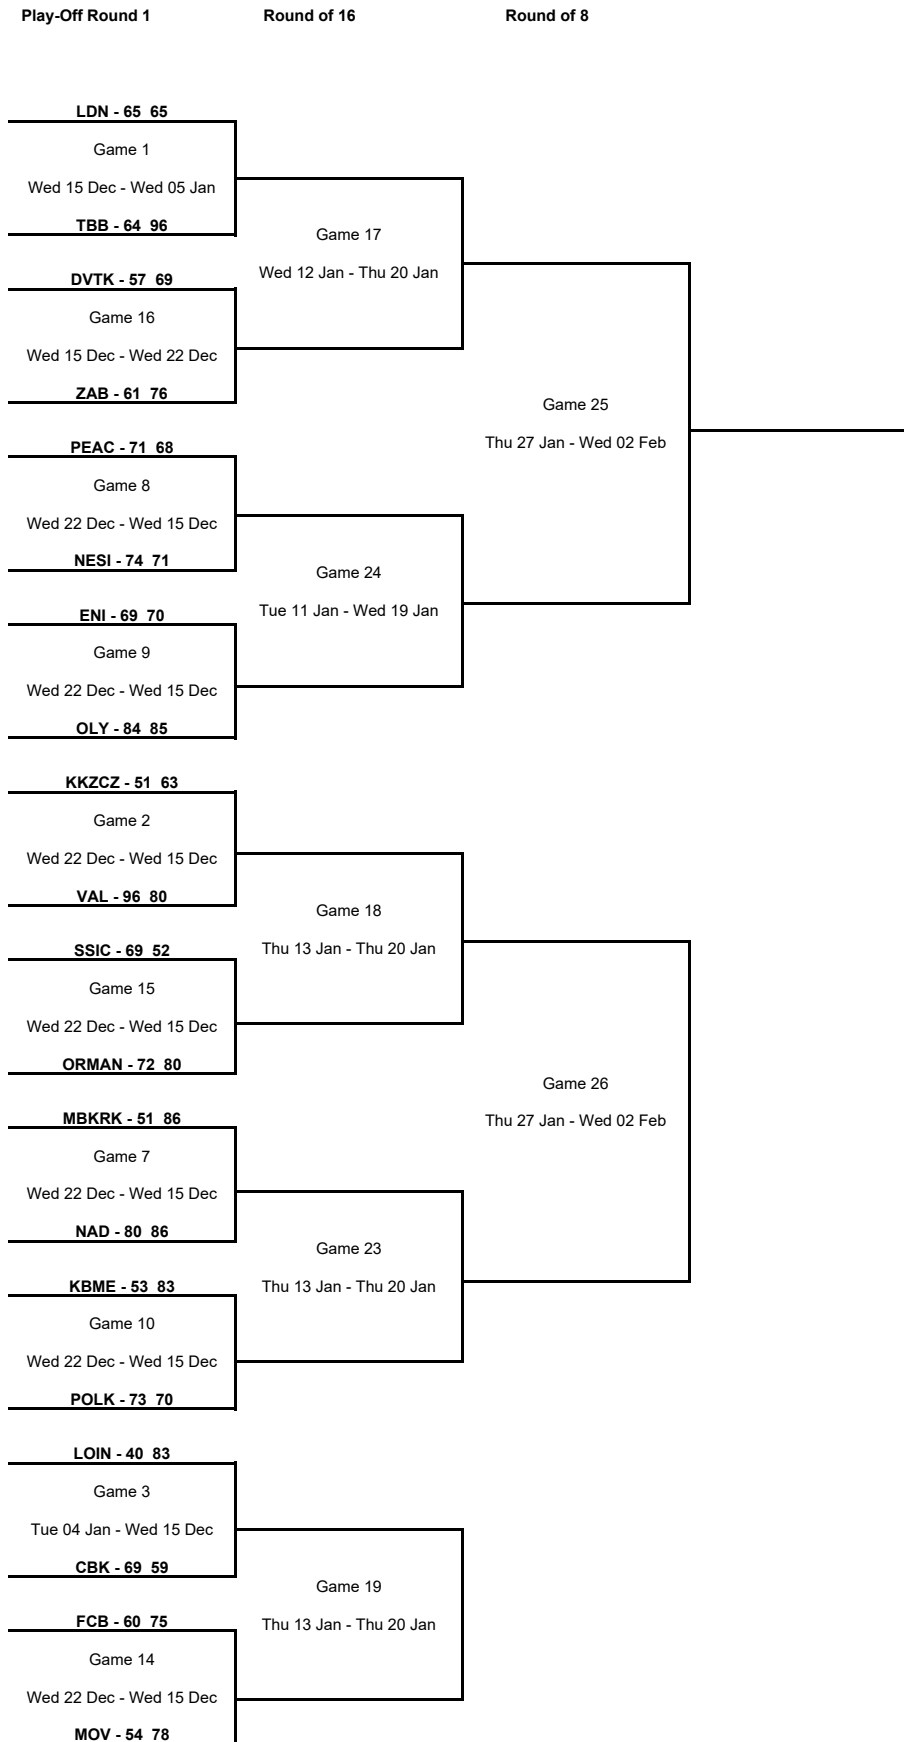 Play-Off Round 1 Round of 16 Round of 8
LDN - 65 65
Game 1
Wed 15 Dec - Wed 05 Jan
TBB - 64 96
Game 17
Wed 12 Jan - Thu 20 Jan
DVTK - 57 69
Game 16
Wed 15 Dec - Wed 22 Dec
ZAB - 61 76
Game 25
Thu 27 Jan - Wed 02 Feb
PEAC - 71 68
Game 8
Wed 22 Dec - Wed 15 Dec
NESI - 74 71
Game 24
Tue 11 Jan - Wed 19 Jan
ENI - 69 70
Game 9
Wed 22 Dec - Wed 15 Dec
OLY - 84 85
KKZCZ - 51 63
Game 2
Wed 22 Dec - Wed 15 Dec
VAL - 96 80
Game 18
Thu 13 Jan - Thu 20 Jan
SSIC - 69 52
Game 15
Wed 22 Dec - Wed 15 Dec
ORMAN - 72 80
Game 26
Thu 27 Jan - Wed 02 Feb
MBKRK - 51 86
Game 7
Wed 22 Dec - Wed 15 Dec
NAD - 80 86
Game 23
Thu 13 Jan - Thu 20 Jan
KBME - 53 83
Game 10
Wed 22 Dec - Wed 15 Dec
POLK - 73 70
LOIN - 40 83
Game 3
Tue 04 Jan - Wed 15 Dec
CBK - 69 59
Game 19
Thu 13 Jan - Thu 20 Jan
FCB - 60 75
Game 14
Wed 22 Dec - Wed 15 Dec
MOV - 54 78